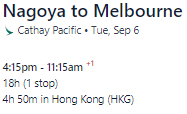 Nagoya to Melbourne
Cathay Pacific • Tue, Sep 6
4:15pm - 11:15am +1
18h (1 stop)
4h 50m in Hong Kong (HKG)